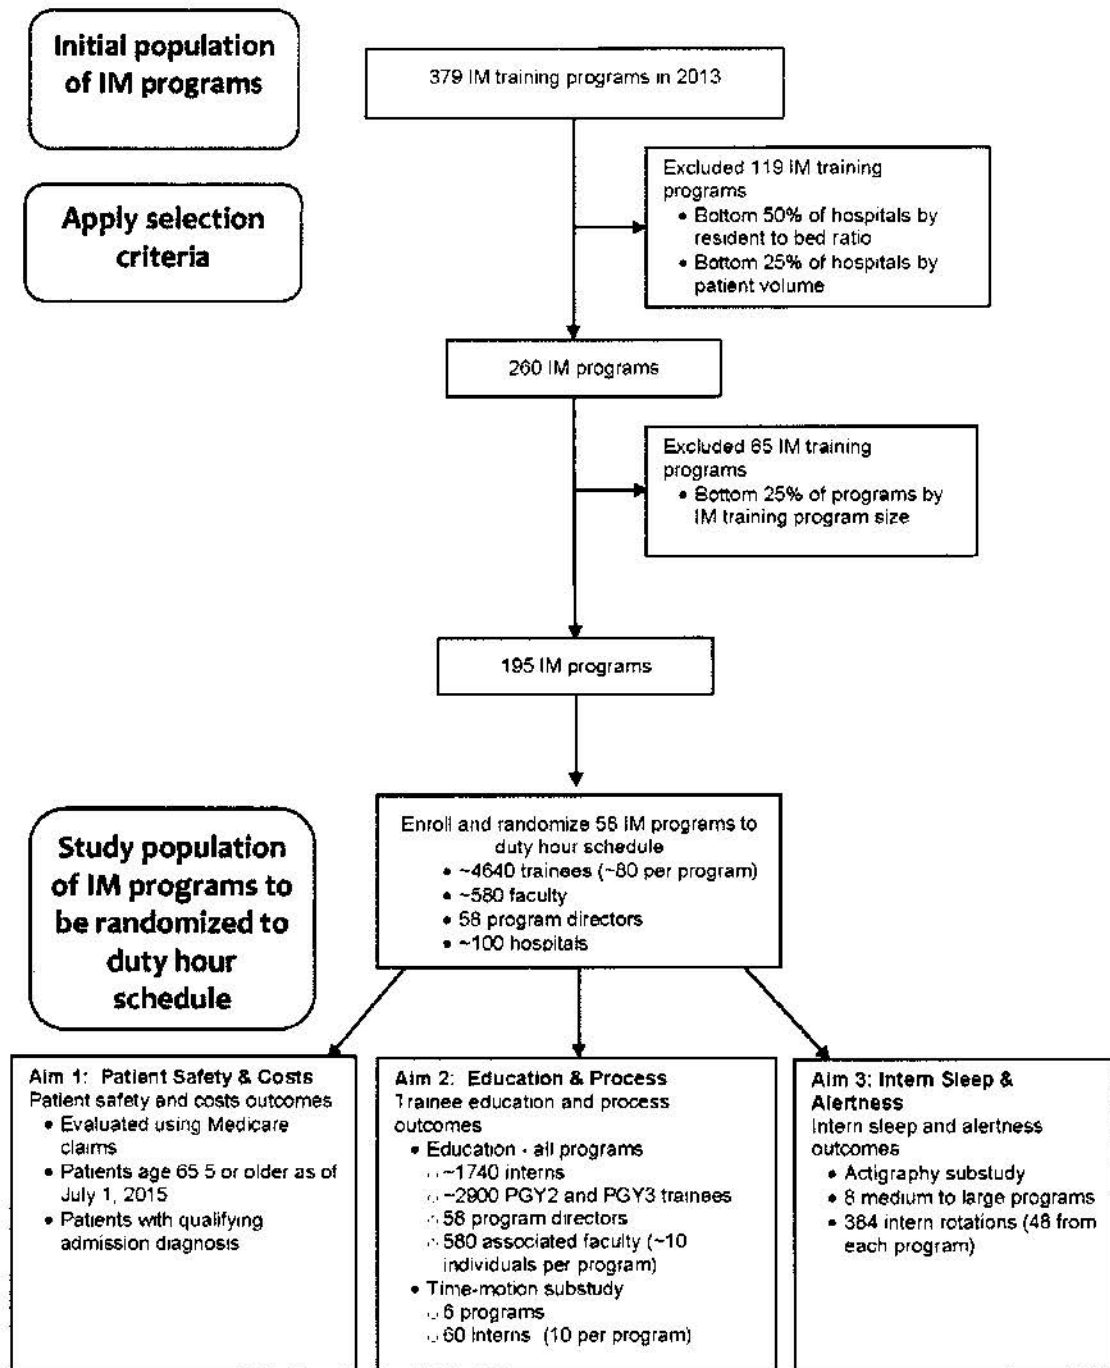 Initial population
of IM programs
379 IM training programs in 2013
Excluded 119 IM training
programs
• Bottom 50% of hospitals by
resident to bed ratio
• Bottom 25% of hospitals by
patient volume
Apply selection
criteria
260 IM programs
Excluded 65 IM training
programs
• Bottom 25% of programs by
IM training program size
195 IM programs
Enroll and randomize 58 IM programs to
duty hour schedule
• ~4640 trainees (~80 per program)
• ~580 faculty
• 58 program directors
• ~100 hospitals
Study population
of IM programs to
be randomized to
duty hour
schedule
Aim 1: Patient Safety & Costs
Patient safety and costs outcomes
• Evaluated using Medicare
claims
• Patients age 65 5 or older as of
July 1, 2015
• Patients with qualifying
admission diagnosis
Aim 2: Education & Process
Trainee education and process
outcomes
• Education - all programs
○ ~1740 interns
○ ~2900 PGY2 and PGY3 trainees
○ 58 program directors
○ 580 associated faculty (~10
individuals per program)
• Time-motion substudy
○ 6 programs
○ 60 Interns (10 per program)
Aim 3: Intern Sleep &
Alertness
Intern sleep and alertness
outcomes
• Actigraphy substudy
• 8 medium to large programs
• 384 intern rotations (48 from
each program)